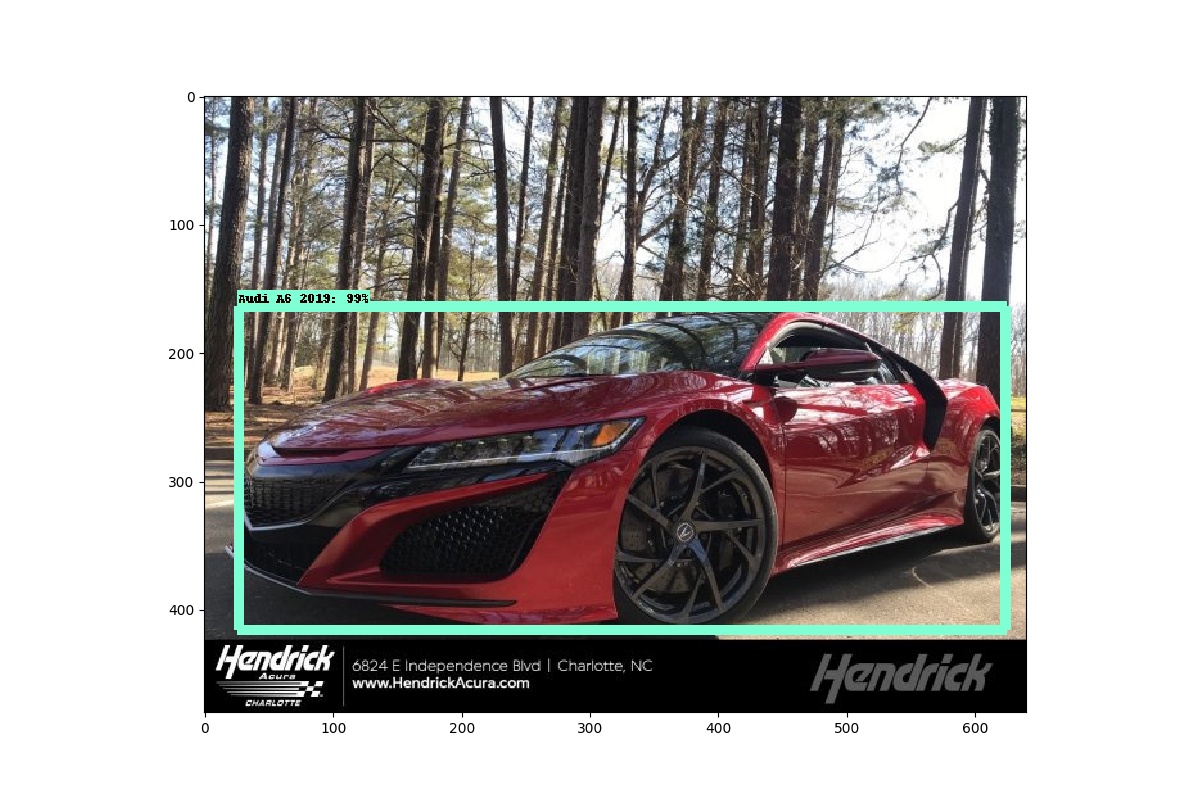 Audi A6 2019: 99%
0
100
200
300
400
Hendrick
Acura
CHARLOTTE
6824 E Independence Blvd | Charlotte, NC
www.HendrickAcura.com
Hendrick
0 100 200 300 400 500 600